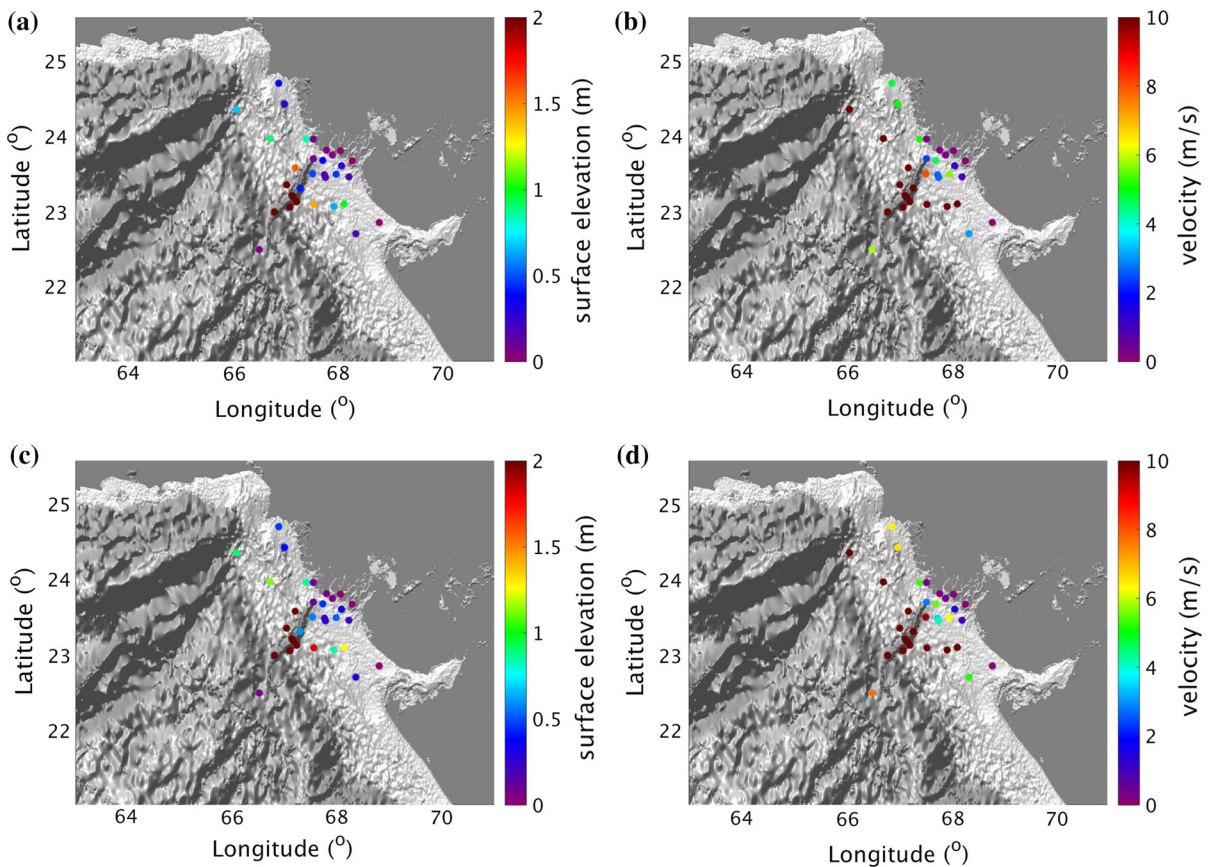 (a)
25
24
23
22
Latitude (o)
64 66 68 70
Longitude (o)
2
1.5
1
0.5
0
surface elevation (m)
(b)
25
24
23
22
Latitude (o)
64 66 68 70
Longitude (o)
10
8
6
4
2
0
velocity (m/s)
(c)
25
24
23
22
Latitude (o)
64 66 68 70
Longitude (o)
2
1.5
1
0.5
0
surface elevation (m)
(d)
25
24
23
22
Latitude (o)
64 66 68 70
Longitude (o)
10
8
6
4
2
0
velocity (m/s)